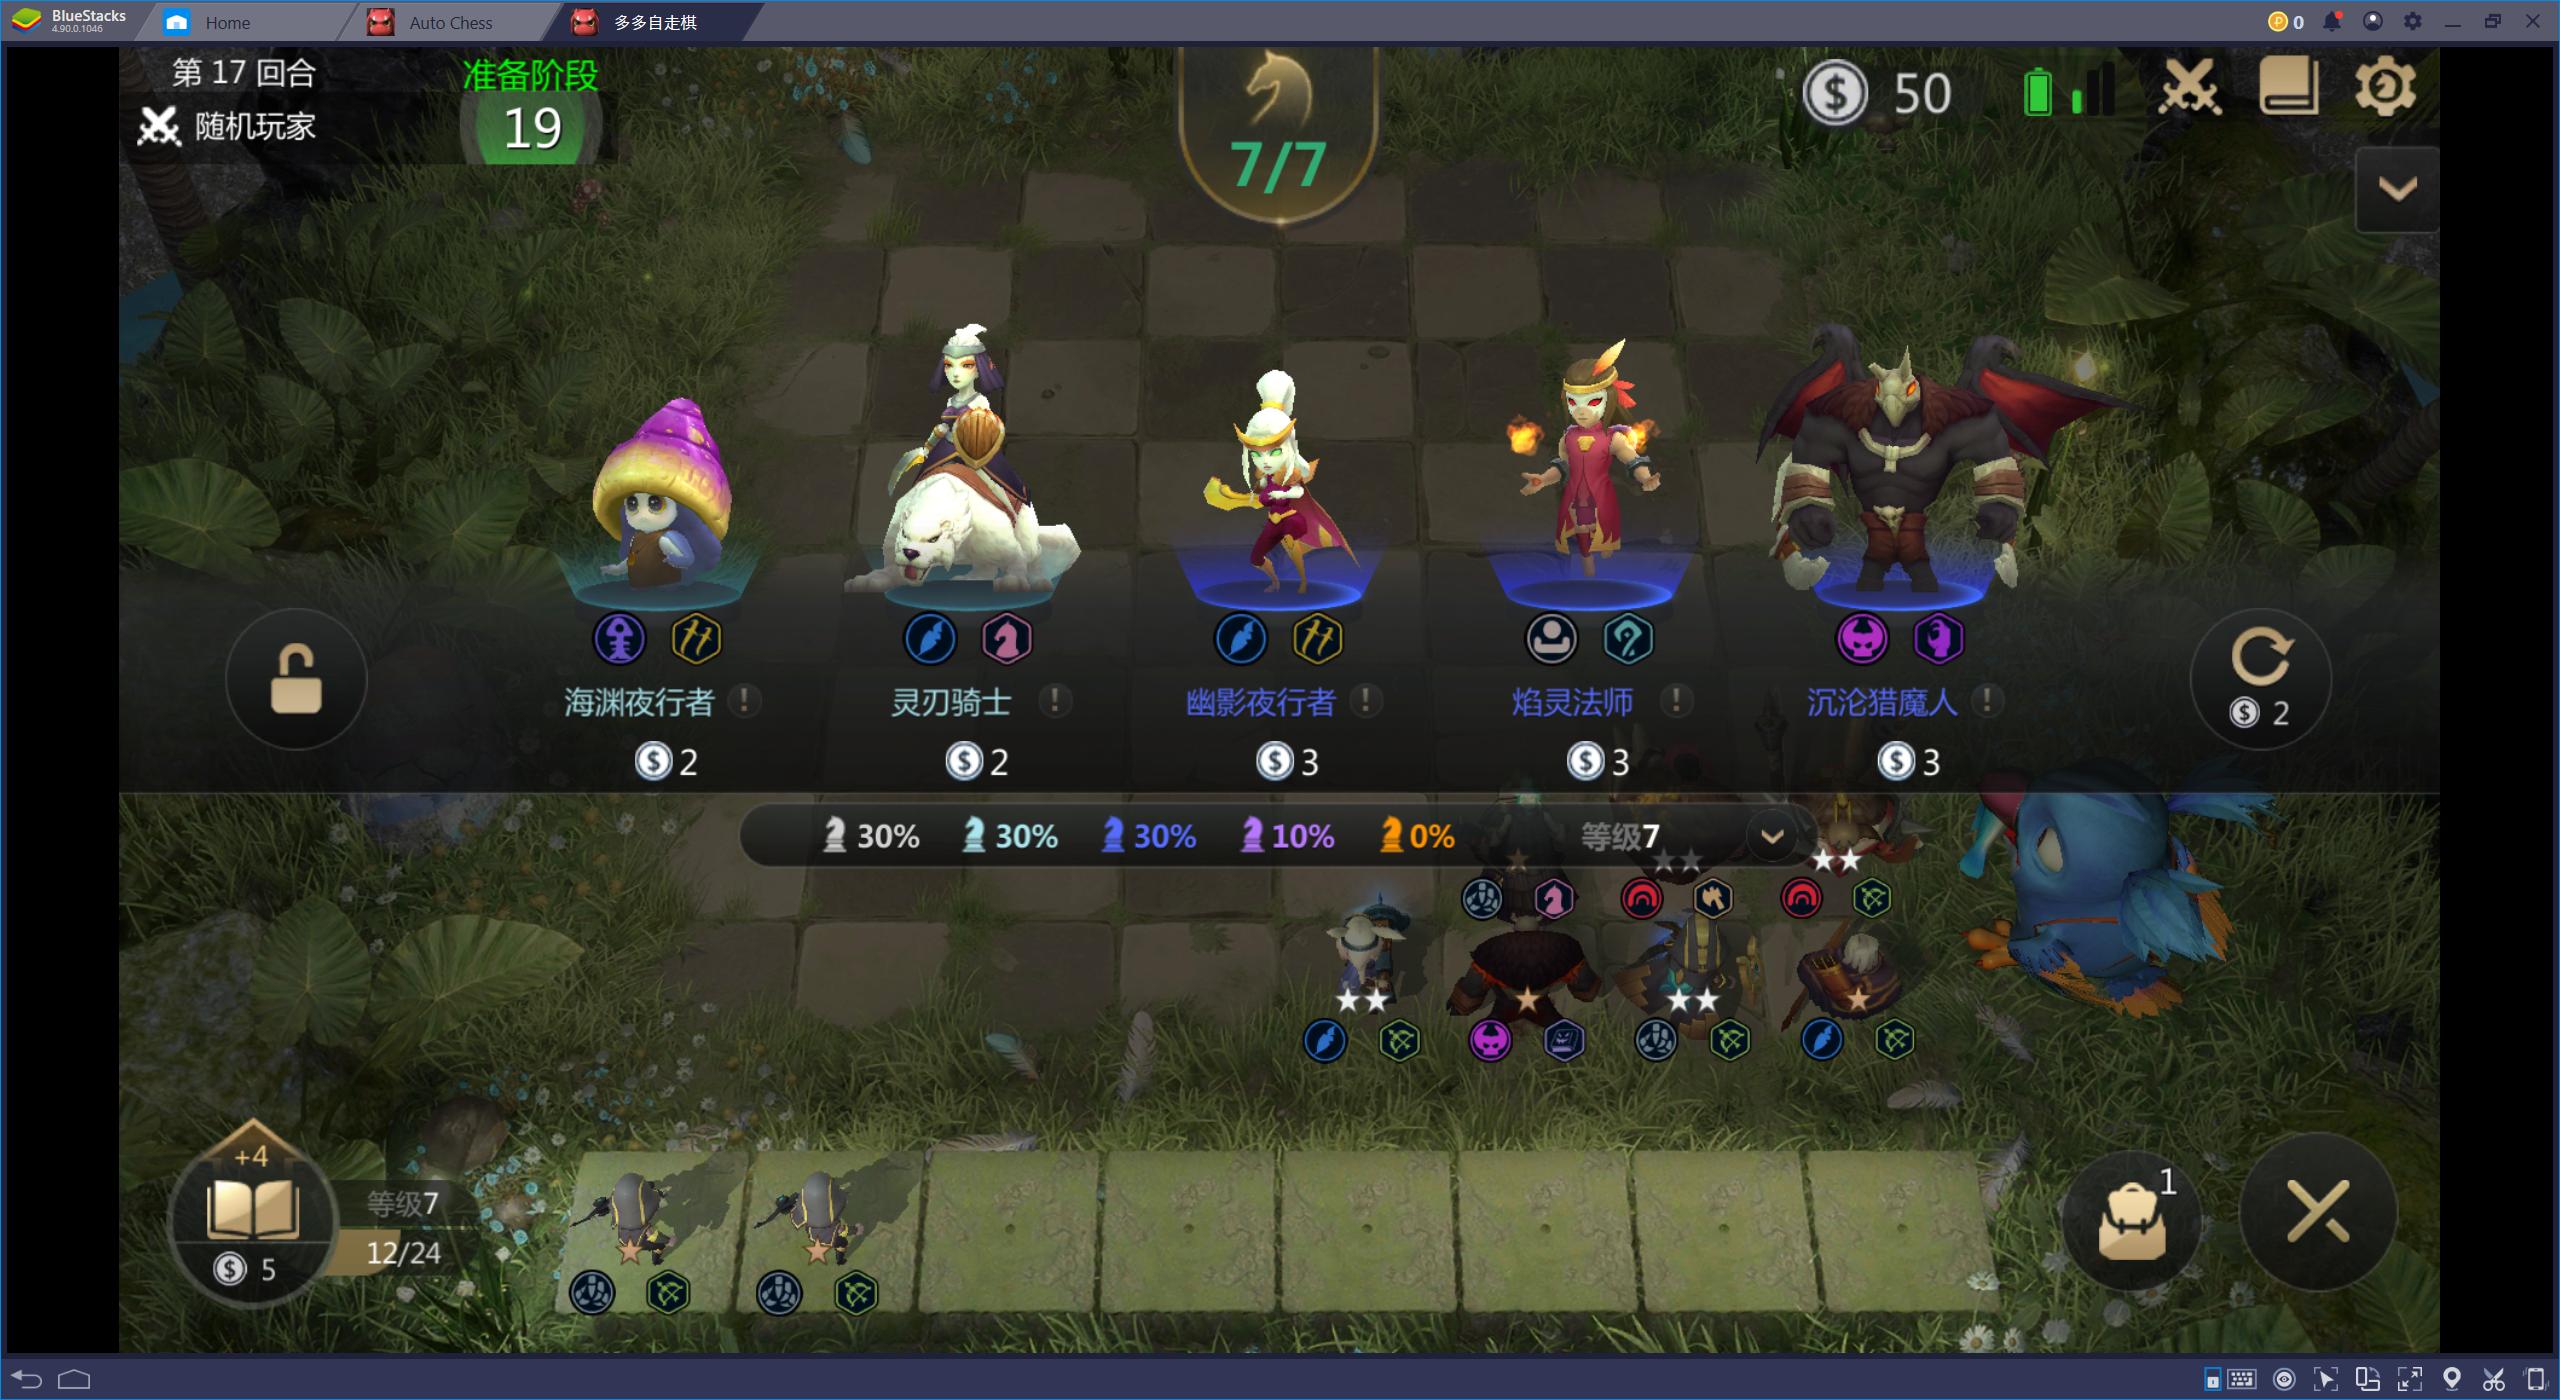 BlueStacks
4.90.0.1046
Home
Auto Chess
多多自走棋
0
第 17 回合
准备阶段
19
随机玩家
7/7
50
海渊夜行者
灵刃骑士
幽影夜行者
焰灵法师
沉沦猎魔人
2
2
3
3
3
2
30%
30%
30%
10%
0%
等级7
+4
5
等级7
12/24
1